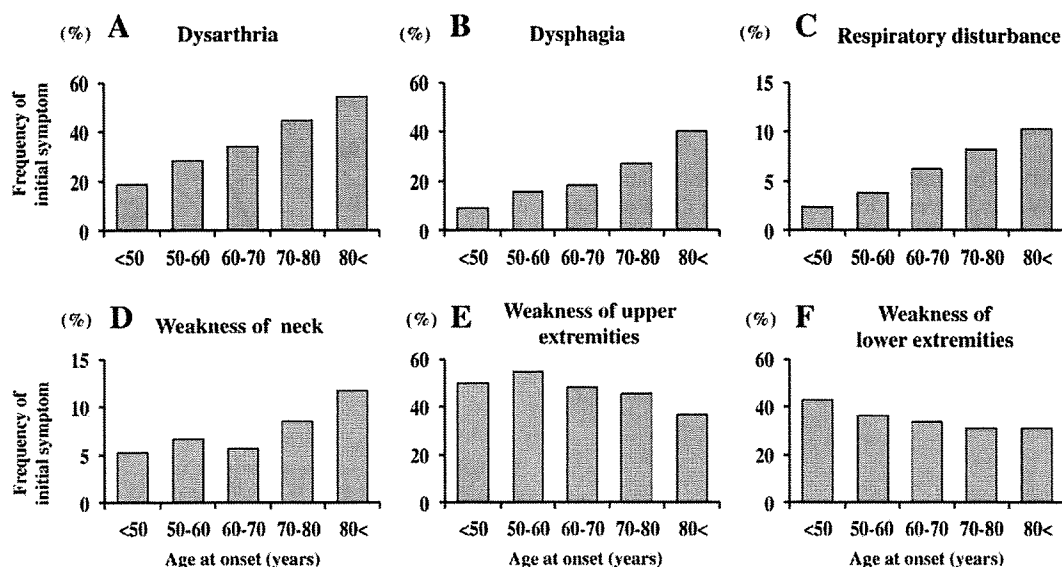 (%) A Dysarthria
60
40
20
0
<50 50-60 60-70 70-80 80<
Frequency of
initial symptom
(%) B Dysphagia
60
40
20
0
<50 50-60 60-70 70-80 80<
(%) C Respiratory disturbance
15
10
5
0
<50 50-60 60-70 70-80 80<
(%) D Weakness of neck
15
10
5
0
<50 50-60 60-70 70-80 80<
Age at onset (years)
Frequency of
initial symptom
(%) E Weakness of upper
extremities
60
40
60
0
<50 50-60 60-70 70-80 80<
Age at onset (years)
(%) F Weakness of
lower extremities
60
40
60
0
<50 50-60 60-70 70-80 80<
Age at onset (years)